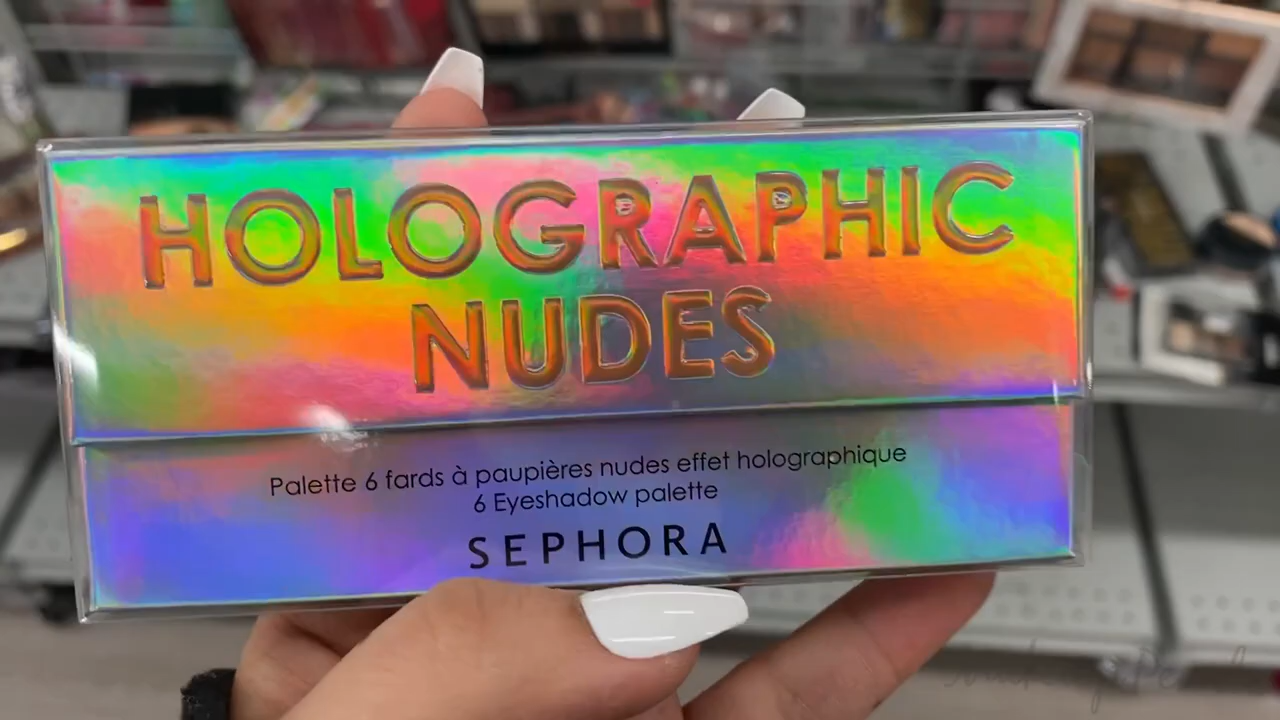 HOLOGRAPHIC
NUDES
Palette 6 fards à paupières nudes effet holographique
6 Eyeshadow palette
SEPHORA